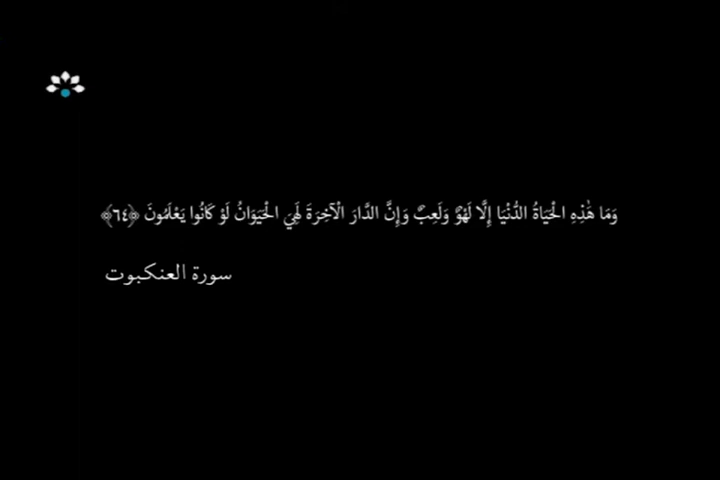 وَمَا هَٰذِهِ الْحَيَاةُ الدُّنْيَا إِلَّا لَهْوٌ وَلَعِبٌ وَإِنَّ الدَّارَ الْآخِرَةَ لَهِيَ الْحَيَوَانُ لَوْ كَانُوا يَعْلَمُونَ ﴿٦٤﴾
سورة العنكبوت